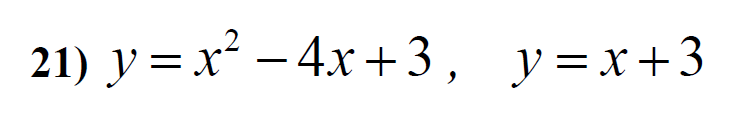 21) y = x² − 4x + 3 ,   y = x + 3